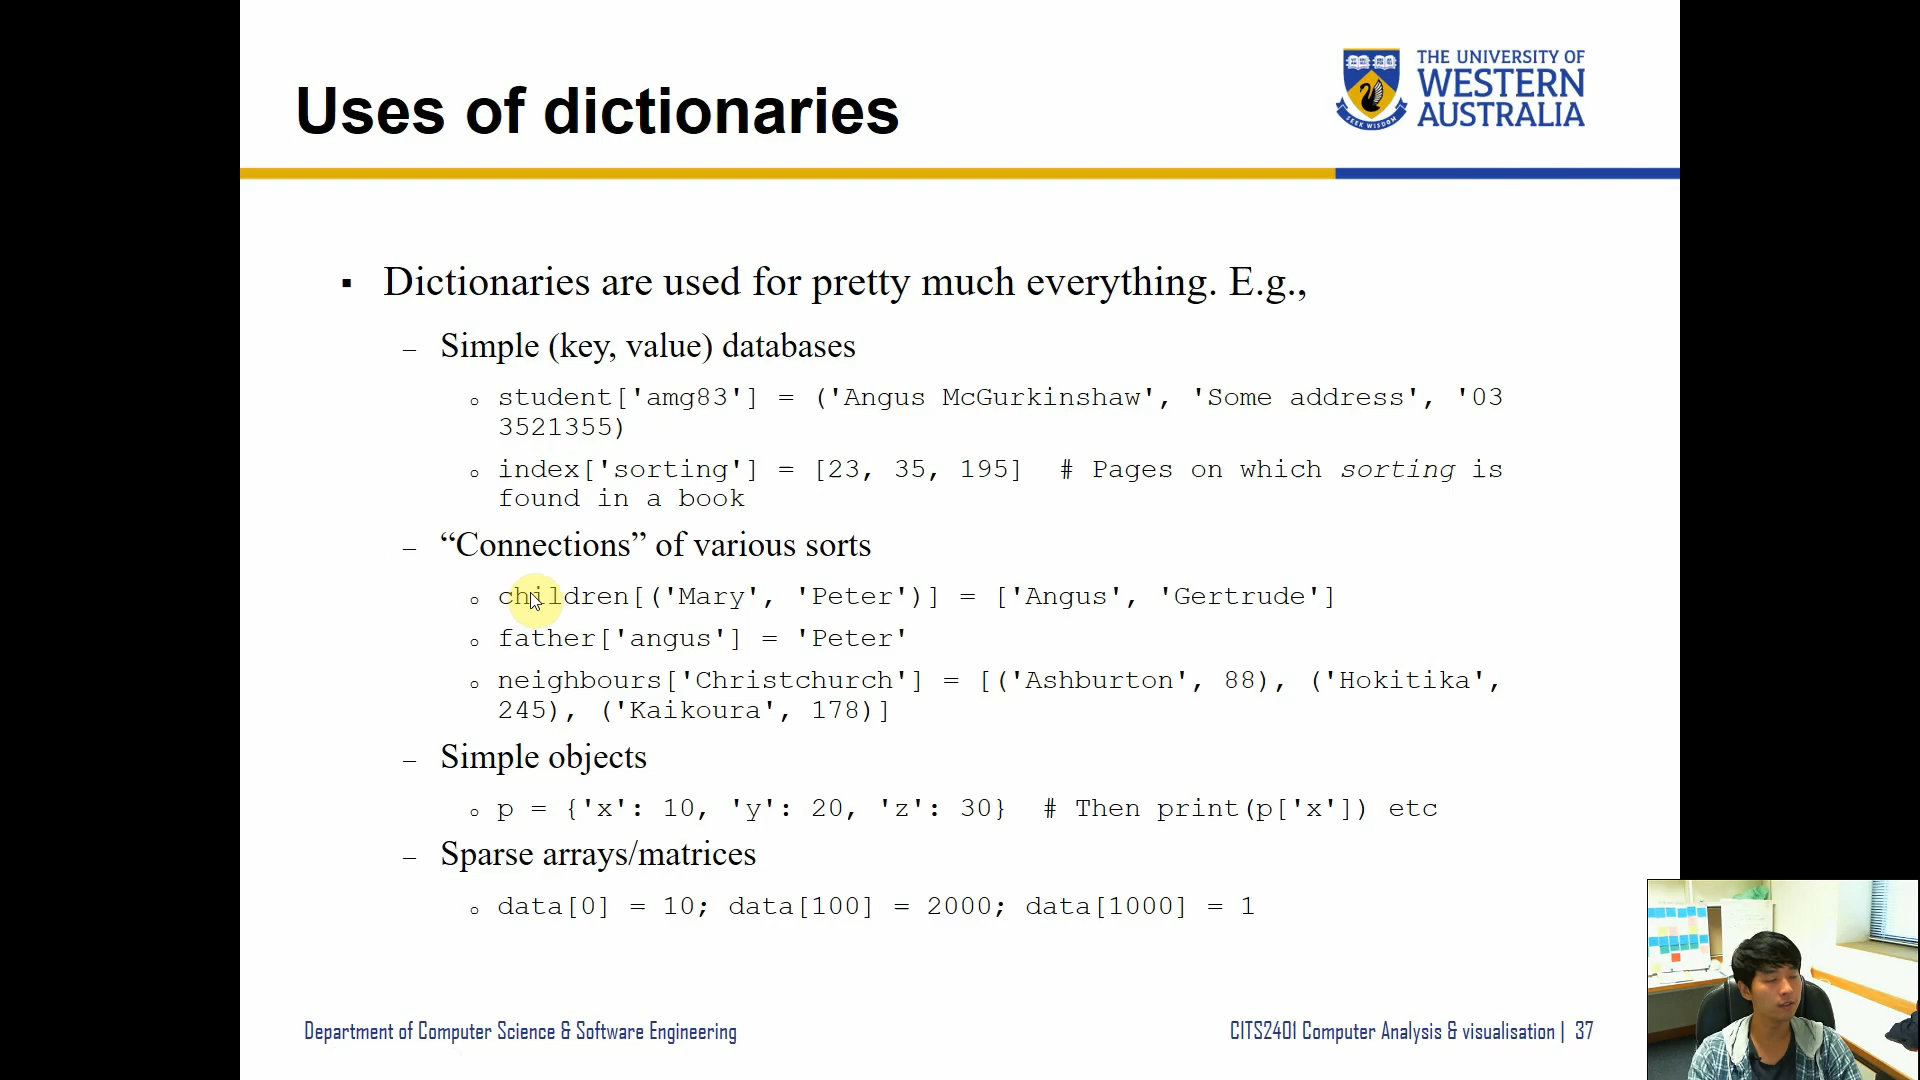 Uses of dictionaries
THE UNIVERSITY OF
WESTERN
AUSTRALIA
SEEK WISDOM
▪ Dictionaries are used for pretty much everything. E.g.,
– Simple (key, value) databases
o student['amg83'] = ('Angus McGurkinshaw', 'Some address', '03
3521355)
o index['sorting'] = [23, 35, 195]  # Pages on which sorting is
found in a book
– “Connections” of various sorts
o children[('Mary', 'Peter')] = ['Angus', 'Gertrude']
o father['angus'] = 'Peter'
o neighbours['Christchurch'] = [('Ashburton', 88), ('Hokitika',
245), ('Kaikoura', 178)]
– Simple objects
o p = {'x': 10, 'y': 20, 'z': 30}  # Then print(p['x']) etc
– Sparse arrays/matrices
o data[0] = 10; data[100] = 2000; data[1000] = 1
Department of Computer Science & Software Engineering
CITS2401 Computer Analysis & visualisation | 37